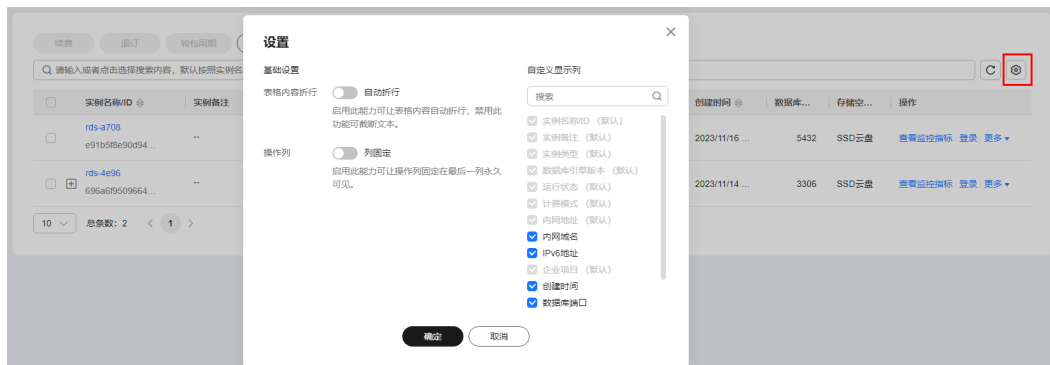 续费 退订 转包周期
请输入或者点击选择搜索内容，默认按照实例名
实例名称/ID 实例备注 创建时间 数据库... 存储空... 操作
rds-a708
e91b5f8e90d94... -- 2023/11/16 ... 5432 SSD云盘 查看监控指标 登录 更多
rds-4e96
696a6f9509664... -- 2023/11/14 ... 3306 SSD云盘 查看监控指标 登录 更多
10 总条数：2 < 1 >
设置
基础设置
表格内容折行 自动折行
启用此能力可让表格内容自动折行，禁用此
功能可截断文本。
操作列 列固定
启用此能力可让操作列固定在最后一列永久
可见。
自定义显示列
搜索
实例名称/ID （默认）
实例备注 （默认）
实例类型 （默认）
数据库引擎版本 （默认）
运行状态 （默认）
计费模式 （默认）
内网地址 （默认）
内网域名
IPv6地址
企业项目 （默认）
创建时间
数据库端口
确定 取消